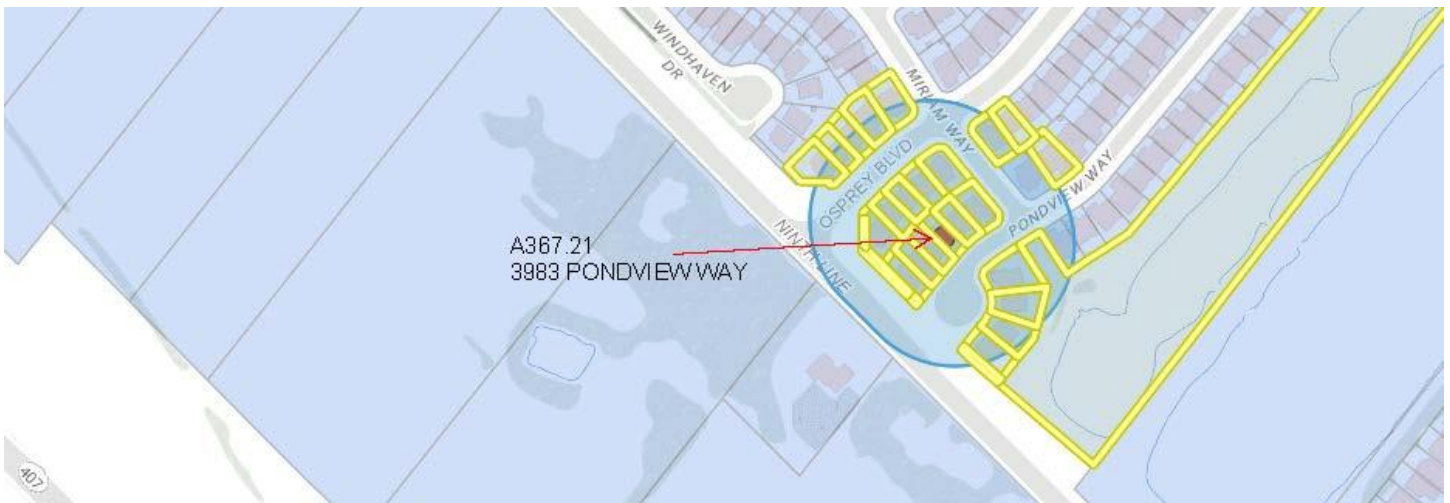 WINDHAVEN
DR
MIRIAM WAY
OSPREY BLVD
PONDVIEW WAY
NINTH LINE
A367.21
3983 PONDVIEW WAY
407